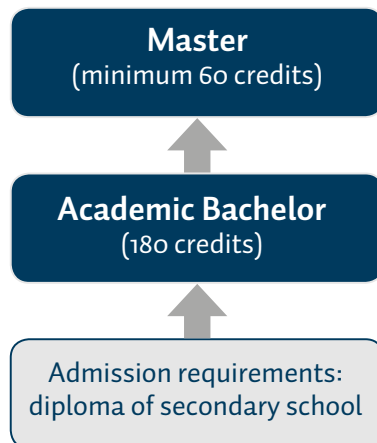 Master
(minimum 60 credits)
Academic Bachelor
(180 credits)
Admission requirements:
diploma of secondary school